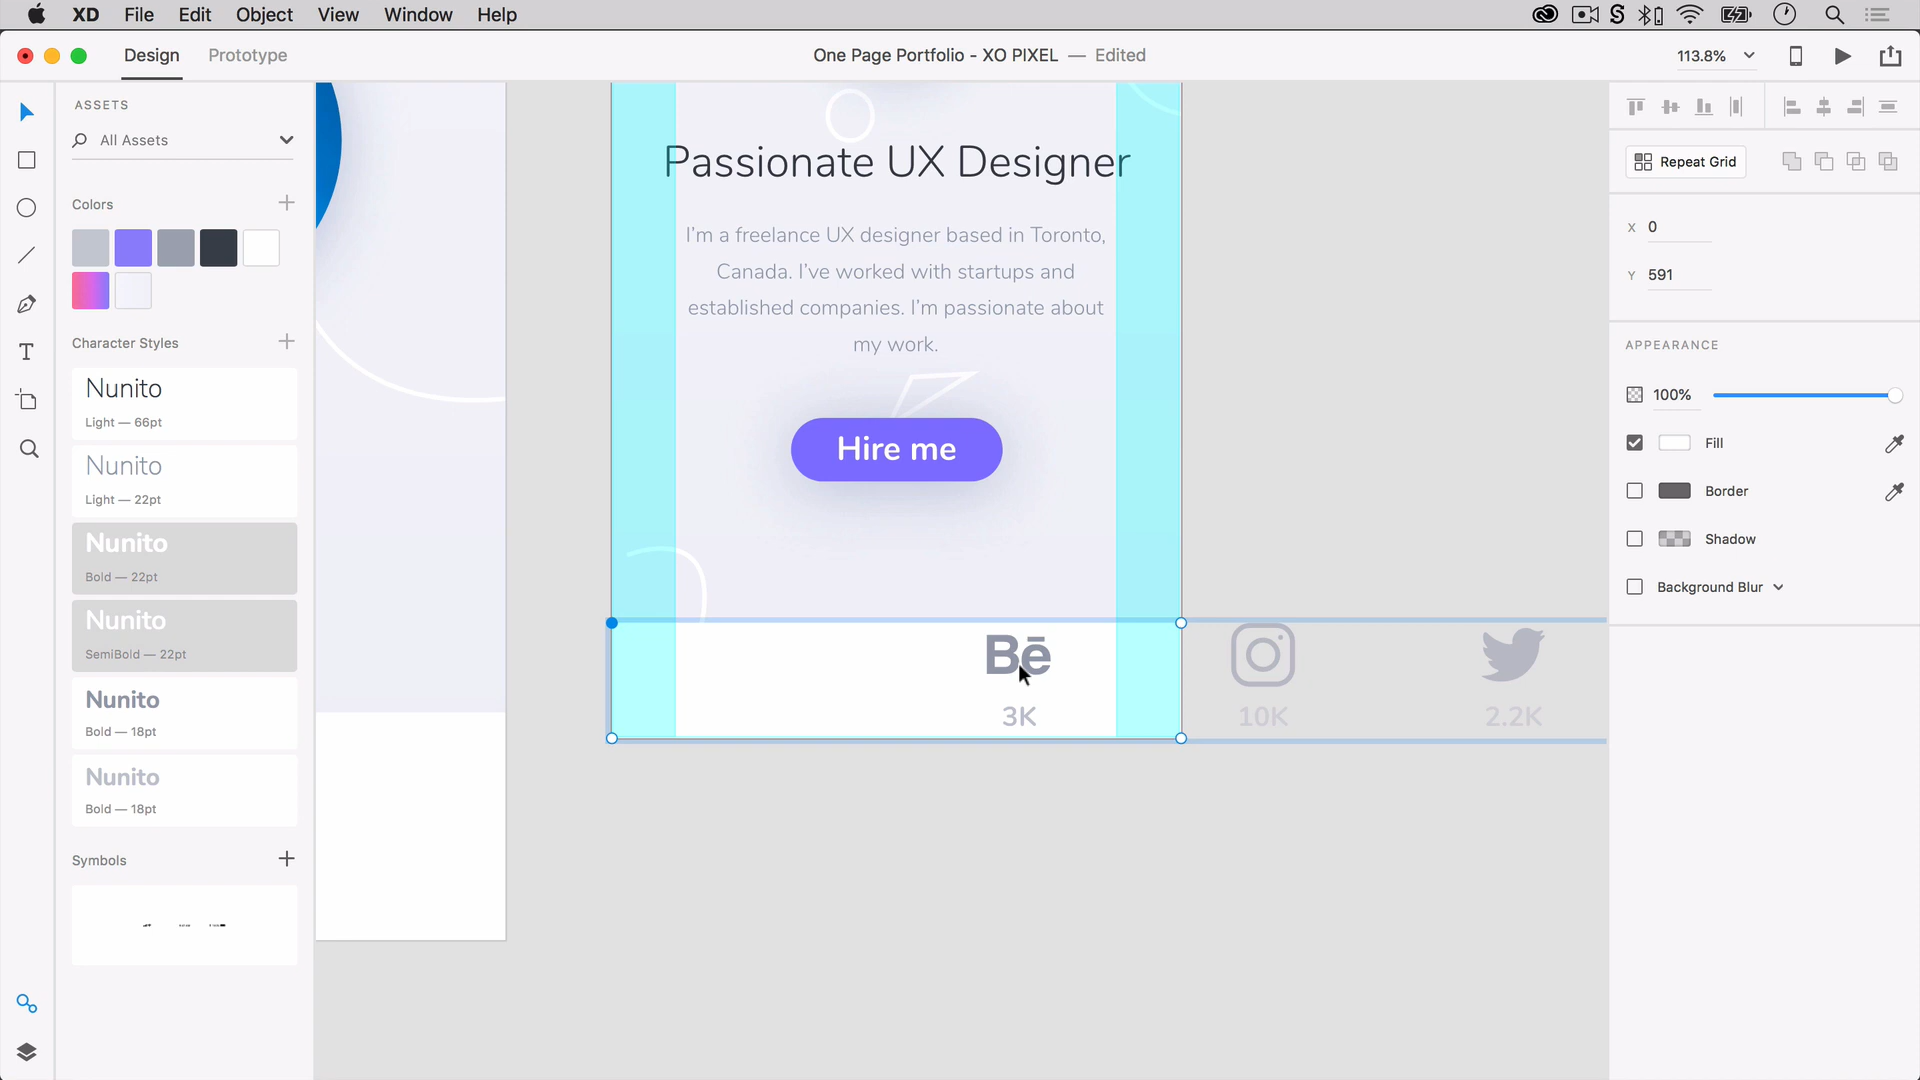 XD File Edit Object View Window Help
Design Prototype
One Page Portfolio - XO PIXEL — Edited
113.8%
ASSETS
All Assets
Colors
Character Styles
Nunito
Light — 66pt
Nunito
Light — 22pt
Nunito
Bold — 22pt
Nunito
SemiBold — 22pt
Nunito
Bold — 18pt
Nunito
Bold — 18pt
Symbols
Passionate UX Designer
I'm a freelance UX designer based in Toronto,
Canada. I've worked with startups and
established companies. I'm passionate about
my work.
Hire me
Bē
3K 10K 2.2K
Repeat Grid
X 0
Y 591
APPEARANCE
100%
Fill
Border
Shadow
Background Blur